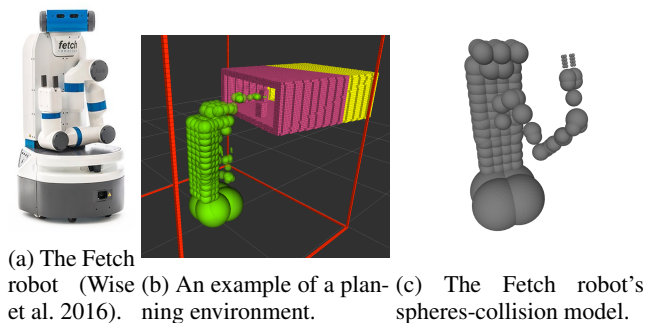 fetch
(a) The Fetch
robot (Wise
et al. 2016).
(b) An example of a plan-
ning environment.
(c) The Fetch robot's
spheres-collision model.